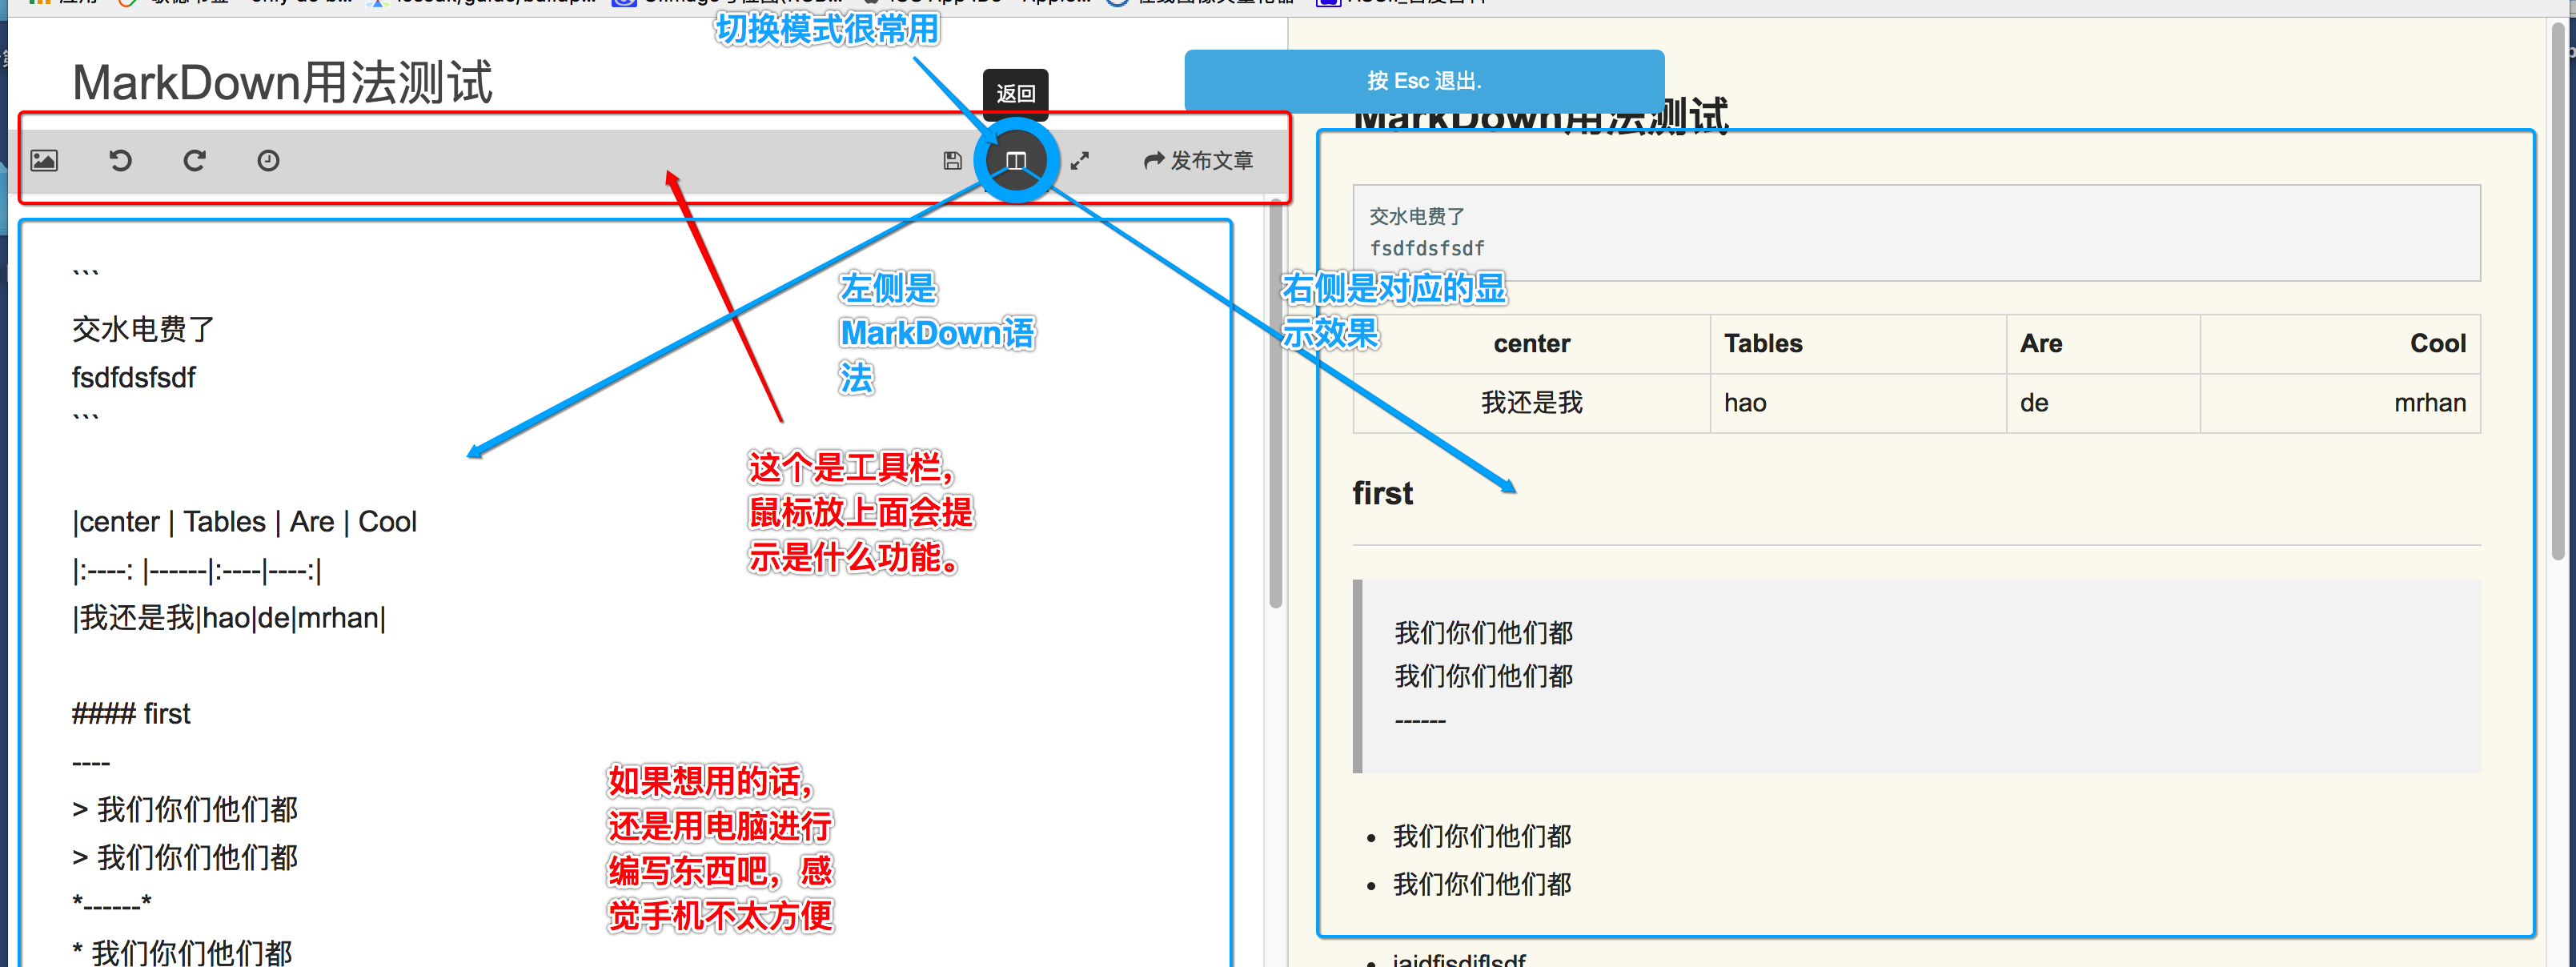 切换模式很常用
MarkDown用法测试
返回
按 Esc 退出.
MarkDown用法测试
发布文章
```
交水电费了
fsdfdsfsdf
```
|center | Tables | Are | Cool
|:----: |------|:----|----:|
|我还是我|hao|de|mrhan|
#### first
----
> 我们你们他们都
> 我们你们他们都
*------*
* 我们你们他们都
左侧是
MarkDown语
法
这个是工具栏,
鼠标放上面会提
示是什么功能。
如果想用的话,
还是用电脑进行
编写东西吧，感
觉手机不太方便
右侧是对应的显
示效果
交水电费了
fsdfdsfsdf
center Tables Are Cool
我还是我 hao de mrhan
first
我们你们他们都
我们你们他们都
------
• 我们你们他们都
• 我们你们他们都